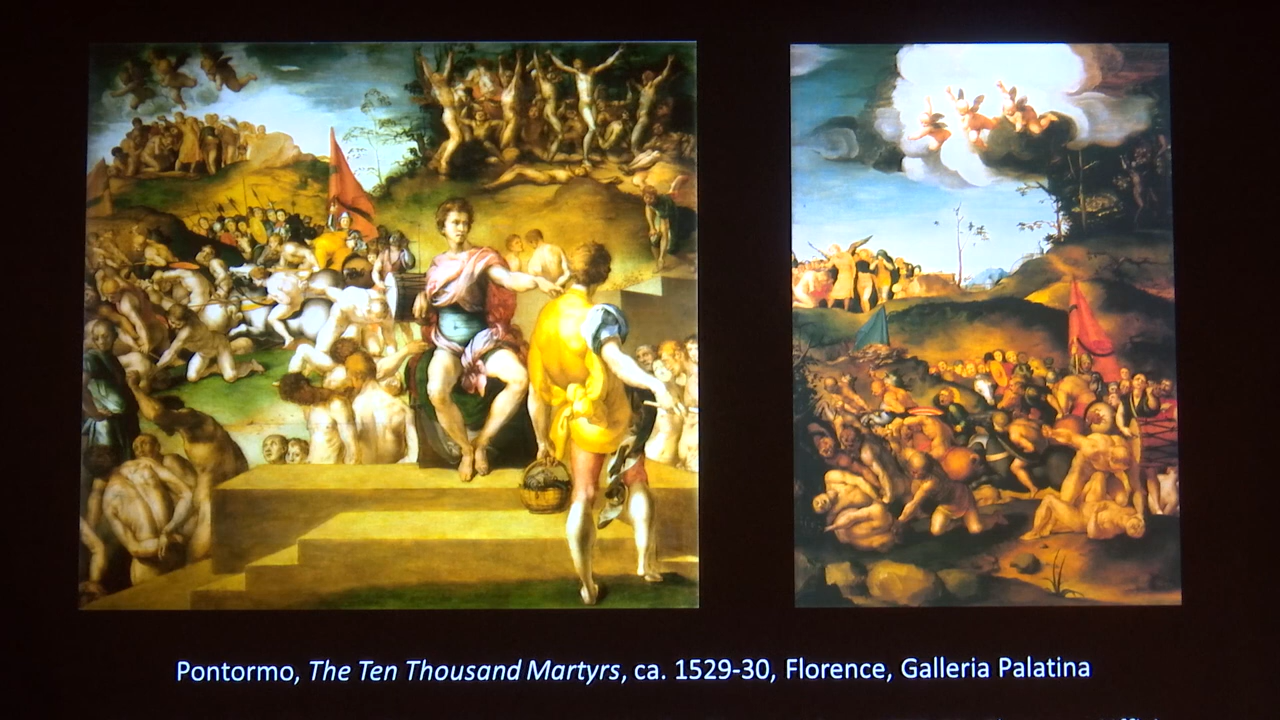 Pontormo, The Ten Thousand Martyrs, ca. 1529-30, Florence, Galleria Palatina